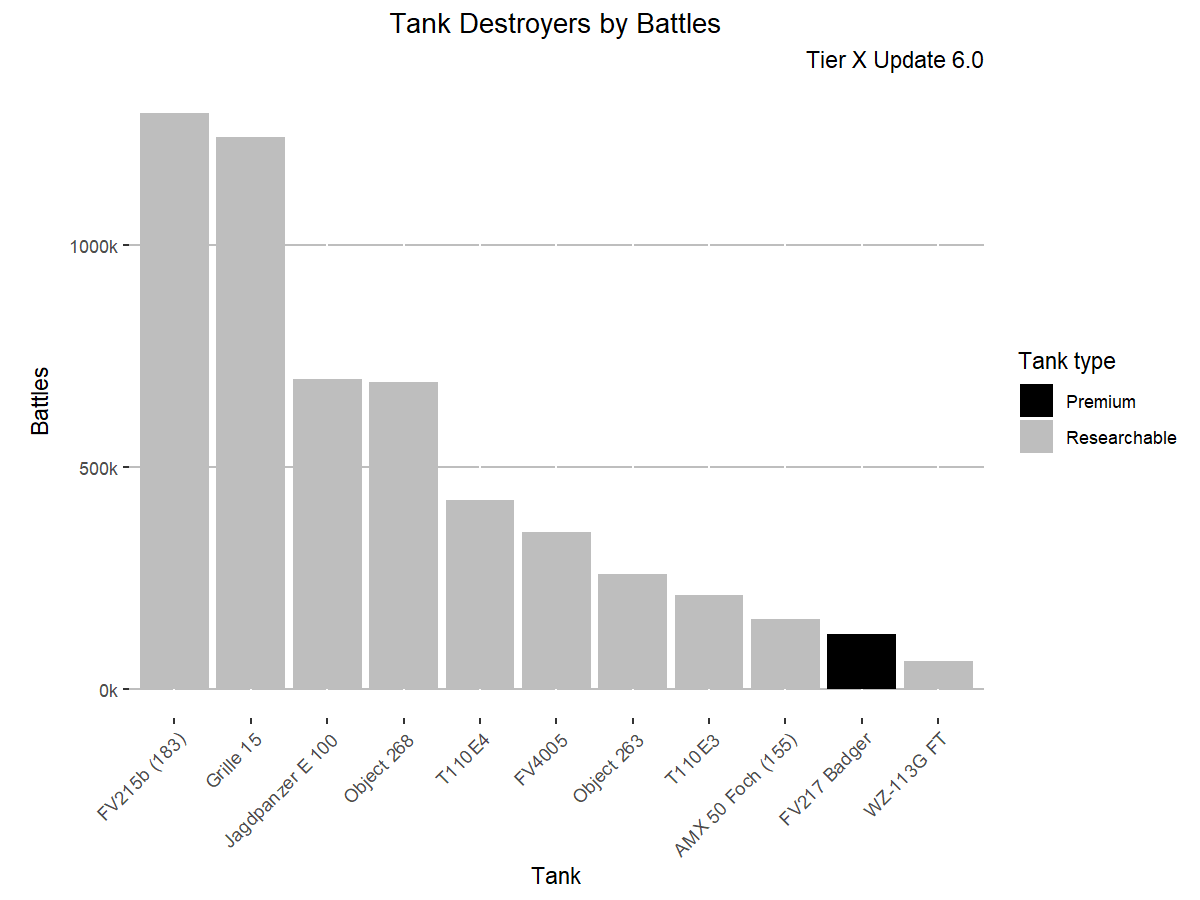 Tank Destroyers by Battles
Tier X Update 6.0
1000k
500k
0k
Battles
FV215b (183)
Grille 15
Jagdpanzer E 100
Object 268
T110E4
FV4005
Object 263
T110E3
AMX 50 Foch (155)
FV217 Badger
WZ-113G FT
Tank
Tank type
Premium
Researchable